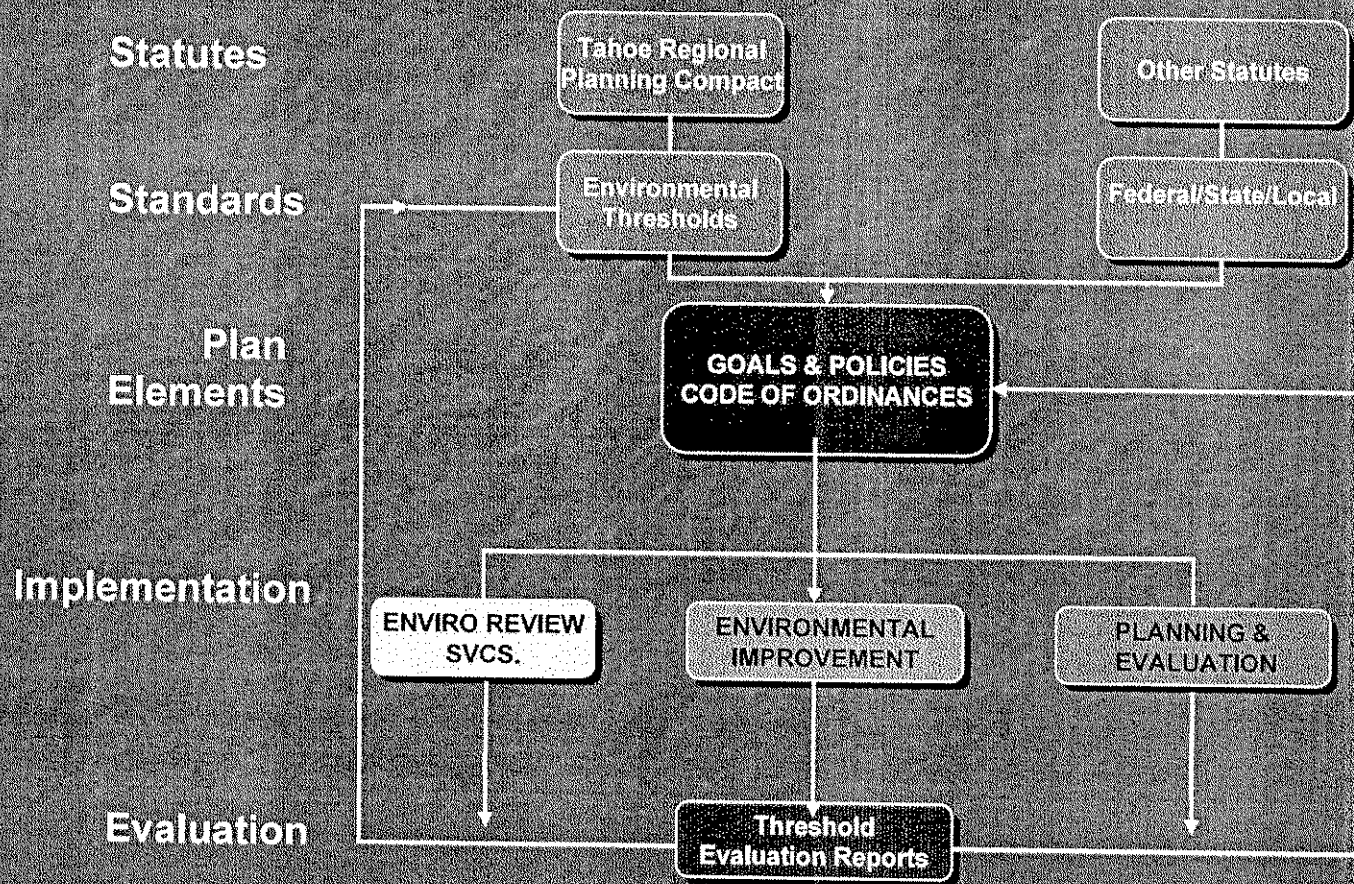 Statutes
Tahoe Regional
Planning Compact
Other Statutes
Standards
Environmental
Thresholds
Federal/State/Local
Plan
Elements
GOALS & POLICIES
CODE OF ORDINANCES
Implementation
ENVIRO REVIEW
SVCS.
ENVIRONMENTAL
IMPROVEMENT
PLANNING &
EVALUATION
Evaluation
Threshold
Evaluation Reports